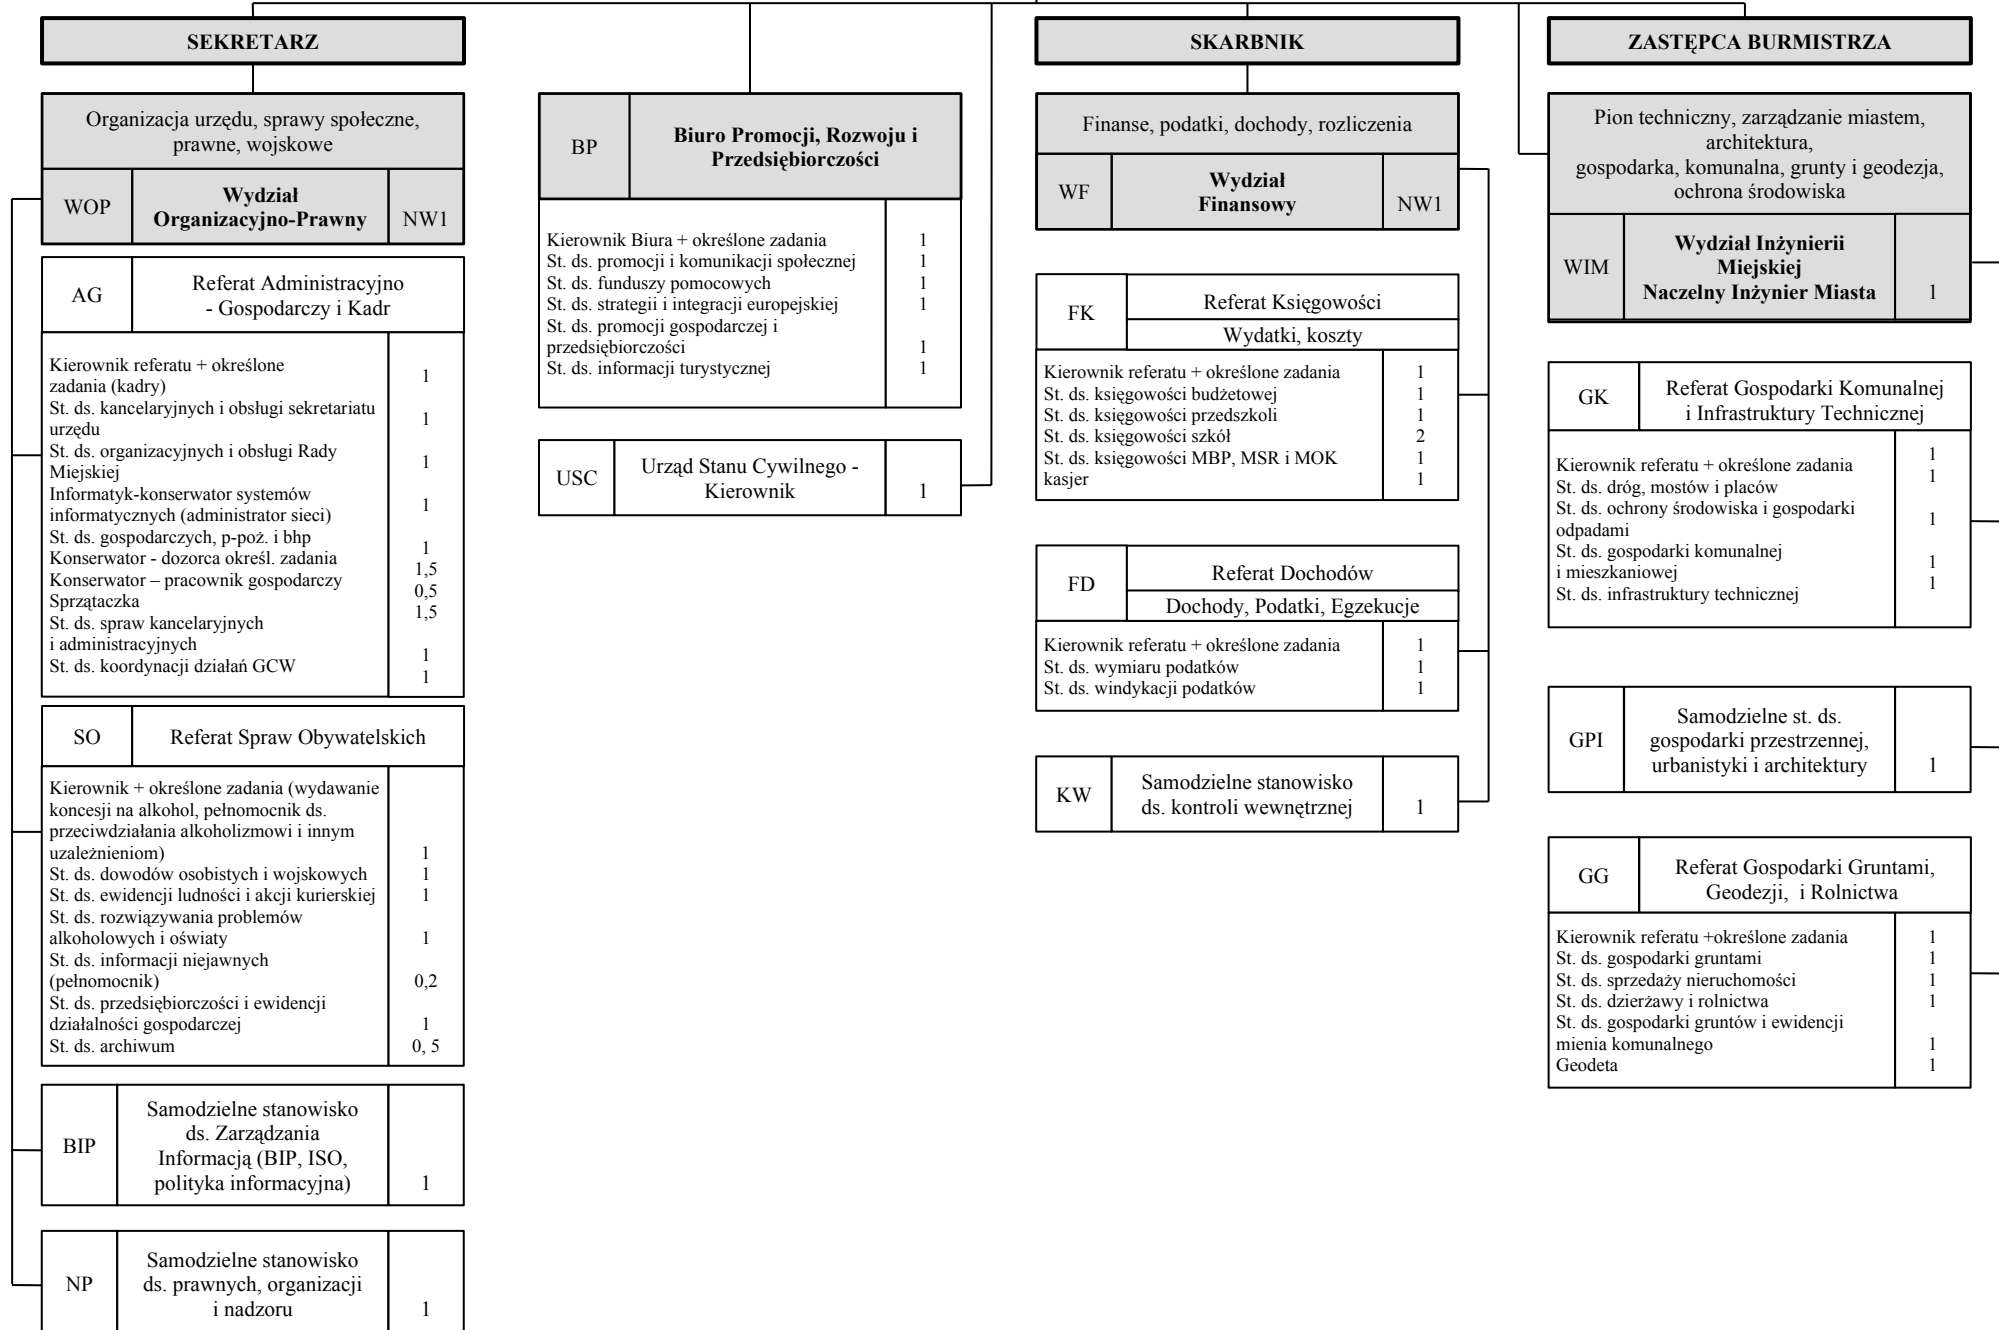 SEKRETARZ
Organizacja urzędu, sprawy społeczne,
prawne, wojskowe
WOP
Wydział
Organizacyjno-Prawny
NW1
AG
Referat Administracyjno
- Gospodarczy i Kadr
Kierownik referatu + określone
zadania (kadry) 1
St. ds. kancelaryjnych i obsługi sekretariatu
urzędu 1
St. ds. organizacyjnych i obsługi Rady
Miejskiej 1
Informatyk-konserwator systemów
informatycznych (administrator sieci) 1
St. ds. gospodarczych, p-poż. i bhp 1
Konserwator - dozorca określ. zadania 1,5
Konserwator – pracownik gospodarczy 0,5
Sprzątaczka 1,5
St. ds. spraw kancelaryjnych
i administracyjnych 1
St. ds. koordynacji działań GCW 1
SO
Referat Spraw Obywatelskich
Kierownik + określone zadania (wydawanie
koncesji na alkohol, pełnomocnik ds.
przeciwdziałania alkoholizmowi i innym
uzależnieniom) 1
St. ds. dowodów osobistych i wojskowych 1
St. ds. ewidencji ludności i akcji kurierskiej 1
St. ds. rozwiązywania problemów
alkoholowych i oświaty 1
St. ds. informacji niejawnych
(pełnomocnik) 0,2
St. ds. przedsiębiorczości i ewidencji
działalności gospodarczej 1
St. ds. archiwum 0, 5
BIP
Samodzielne stanowisko
ds. Zarządzania
Informacją (BIP, ISO,
polityka informacyjna) 1
NP
Samodzielne stanowisko
ds. prawnych, organizacji
i nadzoru 1
BP
Biuro Promocji, Rozwoju i
Przedsiębiorczości
Kierownik Biura + określone zadania 1
St. ds. promocji i komunikacji społecznej 1
St. ds. funduszy pomocowych 1
St. ds. strategii i integracji europejskiej 1
St. ds. promocji gospodarczej i
przedsiębiorczości 1
St. ds. informacji turystycznej 1
USC
Urząd Stanu Cywilnego -
Kierownik 1
SKARBNIK
Finanse, podatki, dochody, rozliczenia
WF
Wydział
Finansowy
NW1
FK
Referat Księgowości
Wydatki, koszty
Kierownik referatu + określone zadania 1
St. ds. księgowości budżetowej 1
St. ds. księgowości przedszkoli 1
St. ds. księgowości szkół 2
St. ds. księgowości MBP, MSR i MOK 1
kasjer 1
FD
Referat Dochodów
Dochody, Podatki, Egzekucje
Kierownik referatu + określone zadania 1
St. ds. wymiaru podatków 1
St. ds. windykacji podatków 1
KW
Samodzielne stanowisko
ds. kontroli wewnętrznej 1
ZASTĘPCA BURMISTRZA
Pion techniczny, zarządzanie miastem,
architektura,
gospodarka, komunalna, grunty i geodezja,
ochrona środowiska
WIM
Wydział Inżynierii
Miejskiej
Naczelny Inżynier Miasta 1
GK
Referat Gospodarki Komunalnej
i Infrastruktury Technicznej
Kierownik referatu + określone zadania 1
St. ds. dróg, mostów i placów 1
St. ds. ochrony środowiska i gospodarki
odpadami 1
St. ds. gospodarki komunalnej
i mieszkaniowej 1
St. ds. infrastruktury technicznej 1
GPI
Samodzielne st. ds.
gospodarki przestrzennej,
urbanistyki i architektury 1
GG
Referat Gospodarki Gruntami,
Geodezji, i Rolnictwa
Kierownik referatu +określone zadania 1
St. ds. gospodarki gruntami 1
St. ds. sprzedaży nieruchomości 1
St. ds. dzierżawy i rolnictwa 1
St. ds. gospodarki gruntów i ewidencji
mienia komunalnego 1
Geodeta 1